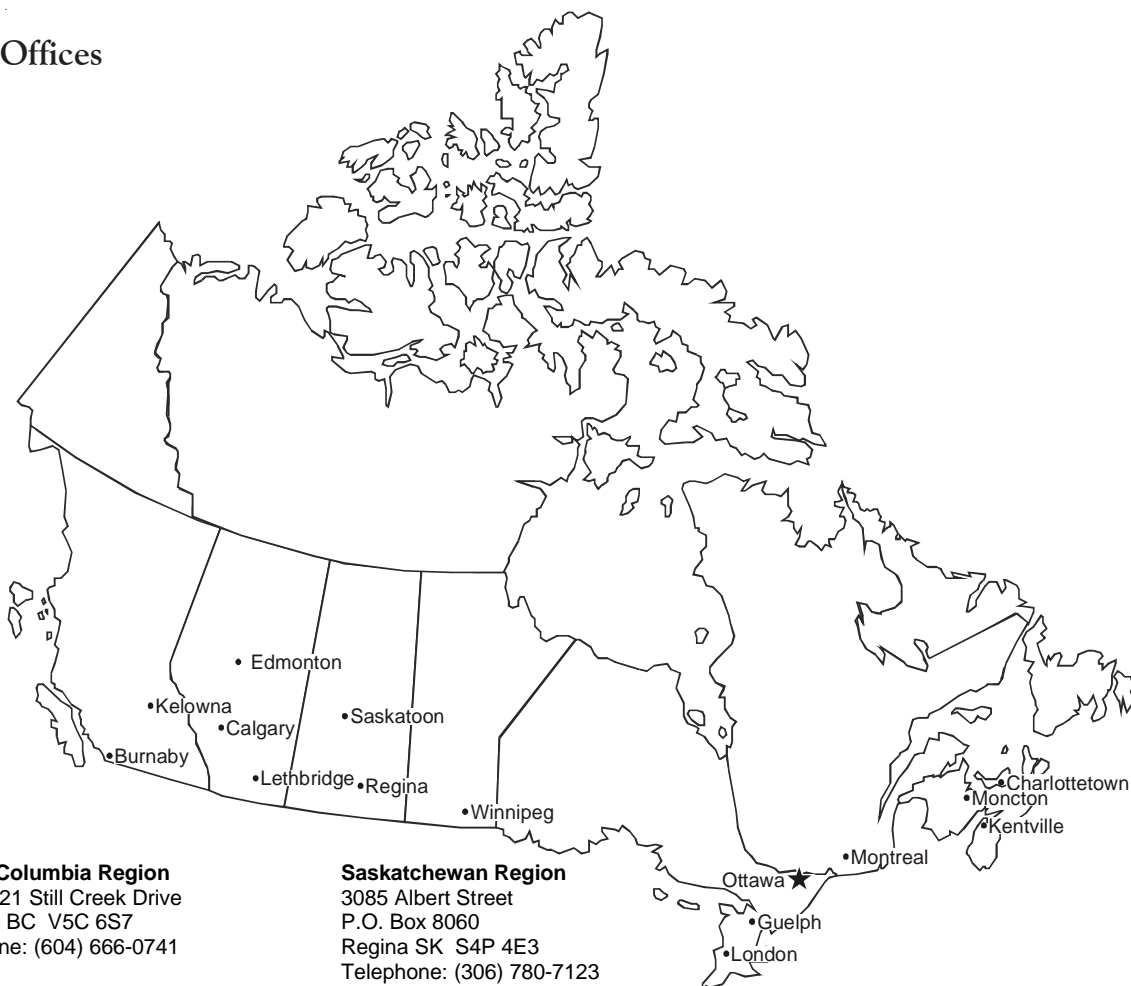 Offices
Edmonton
Kelowna
Calgary
Saskatoon
Burnaby
Lethbridge
Regina
Winnipeg
Charlottetown
Moncton
Kentville
Montreal
Ottawa
Guelph
London
Columbia Region
21 Still Creek Drive
BC V5C 6S7
ne: (604) 666-0741
Saskatchewan Region
3085 Albert Street
P.O. Box 8060
Regina SK S4P 4E3
Telephone: (306) 780-7123